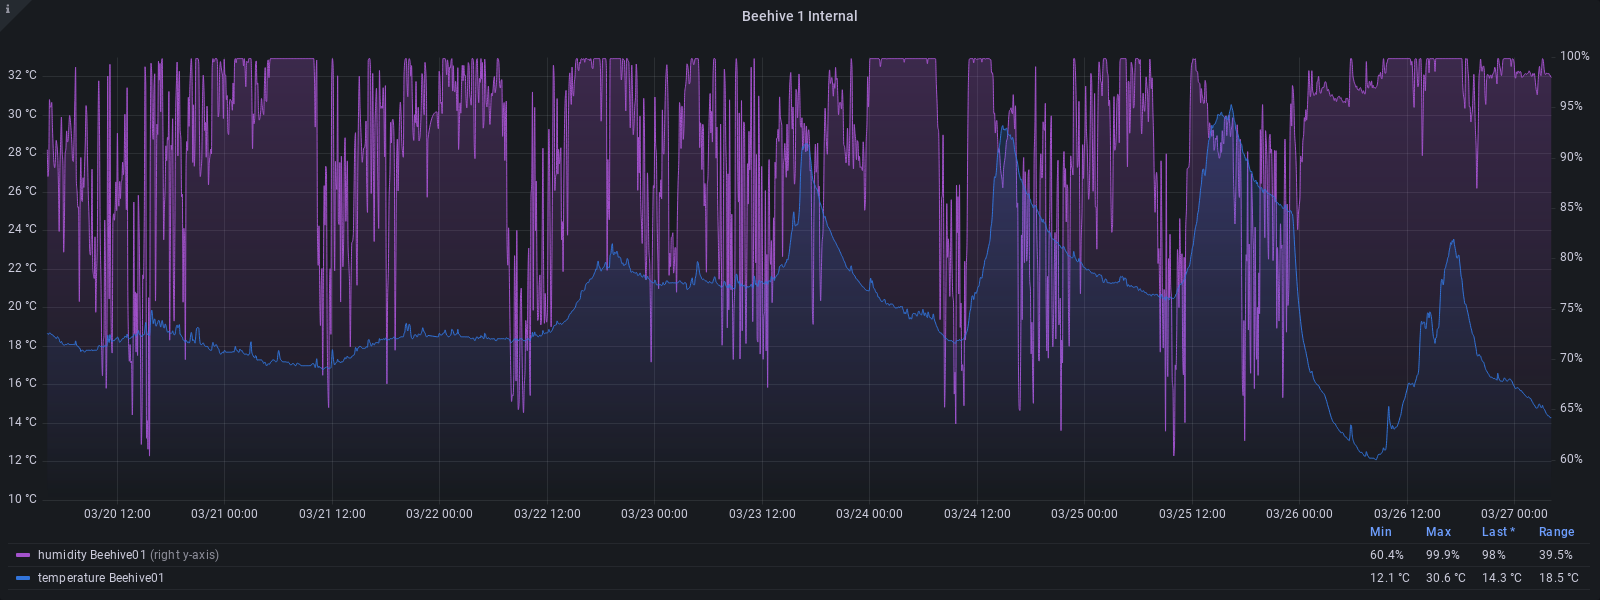 i
Beehive 1 Internal
32 °C
30 °C
28 °C
26 °C
24 °C
22 °C
20 °C
18 °C
16 °C
14 °C
12 °C
10 °C
100%
95%
90%
85%
80%
75%
70%
65%
60%
03/20 12:00 03/21 00:00 03/21 12:00 03/22 00:00 03/22 12:00 03/23 00:00 03/23 12:00 03/24 00:00 03/24 12:00 03/25 00:00 03/25 12:00 03/26 00:00 03/26 12:00 03/27 00:00
Min Max Last * Range
humidity Beehive01 (right y-axis) 60.4% 99.9% 98% 39.5%
temperature Beehive01 12.1 °C 30.6 °C 14.3 °C 18.5 °C